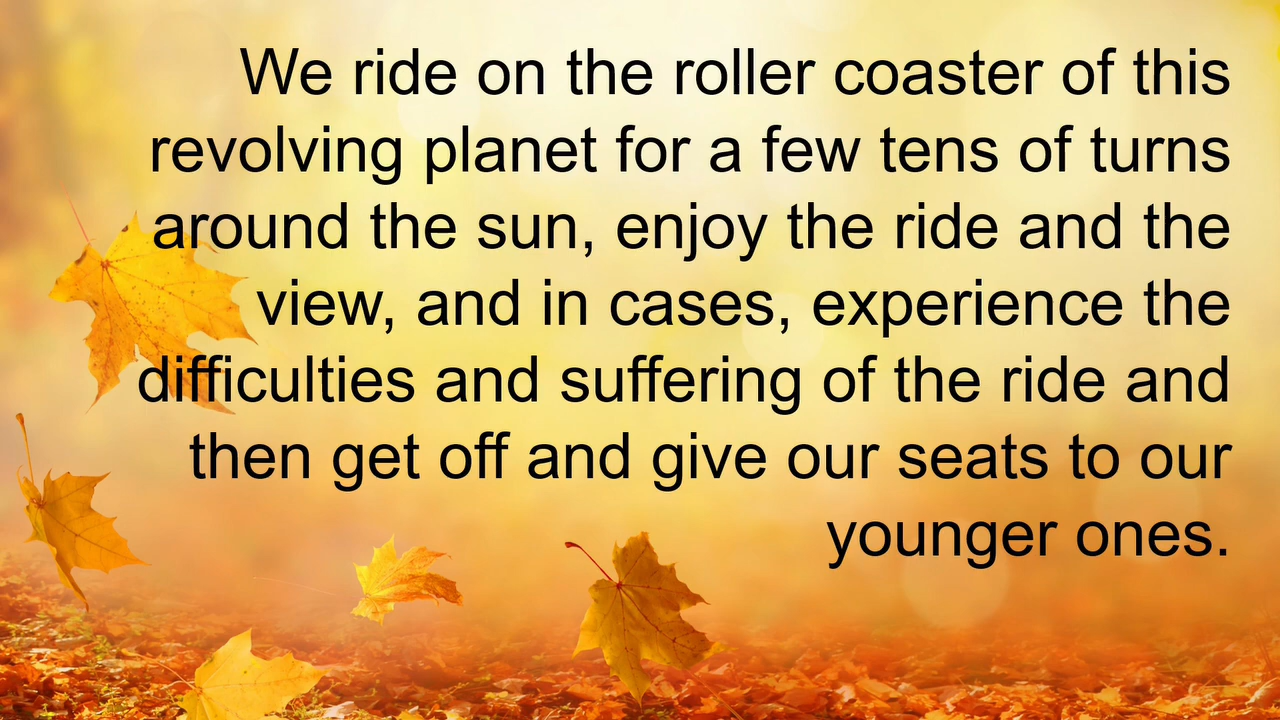 We ride on the roller coaster of this
revolving planet for a few tens of turns
around the sun, enjoy the ride and the
view, and in cases, experience the
difficulties and suffering of the ride and
then get off and give our seats to our
younger ones.